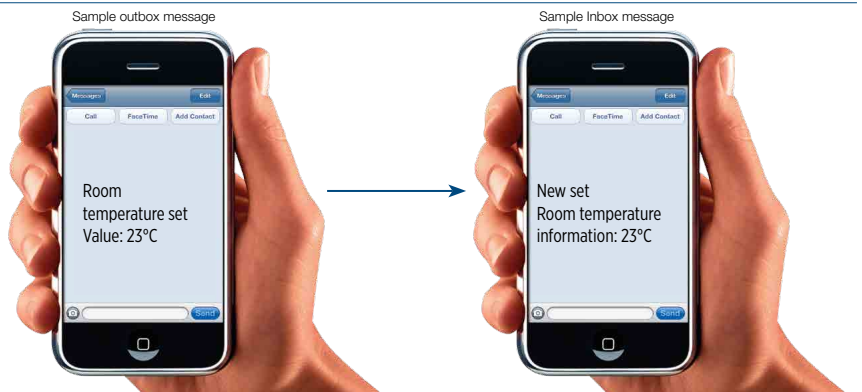 Sample outbox message
Messages
Edit
Call
FaceTime
Add Contact
Room
temperature set
Value: 23°C
Send
Sample Inbox message
Messages
Edit
Call
FaceTime
Add Contact
New set
Room temperature
information: 23°C
Send